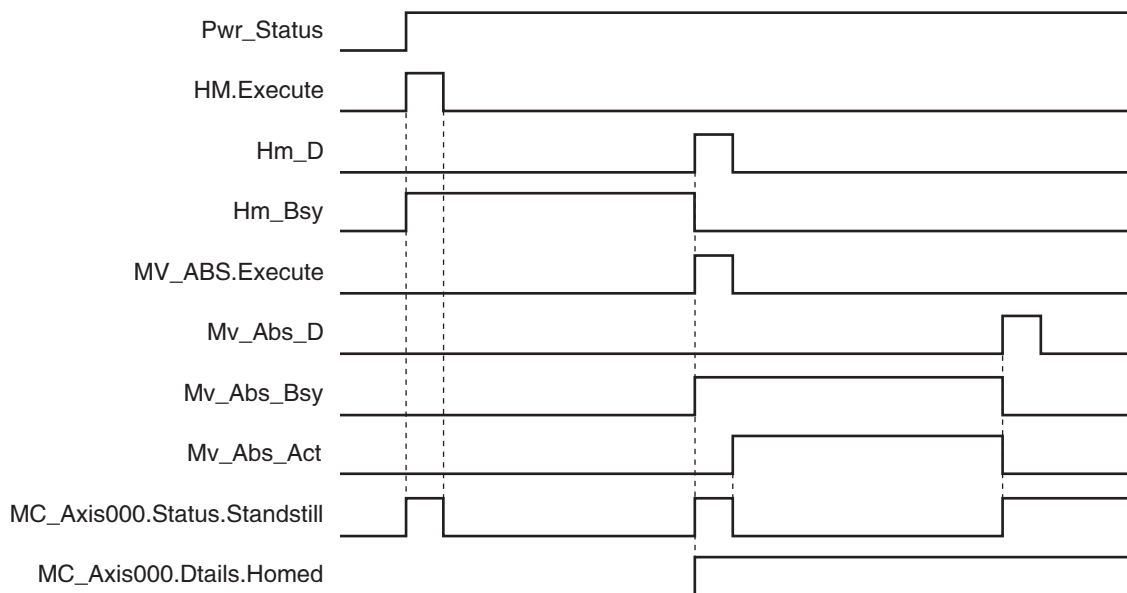 Pwr_Status
HM.Execute
Hm_D
Hm_Bsy
MV_ABS.Execute
Mv_Abs_D
Mv_Abs_Bsy
Mv_Abs_Act
MC_Axis000.Status.Standstill
MC_Axis000.Dtails.Homed